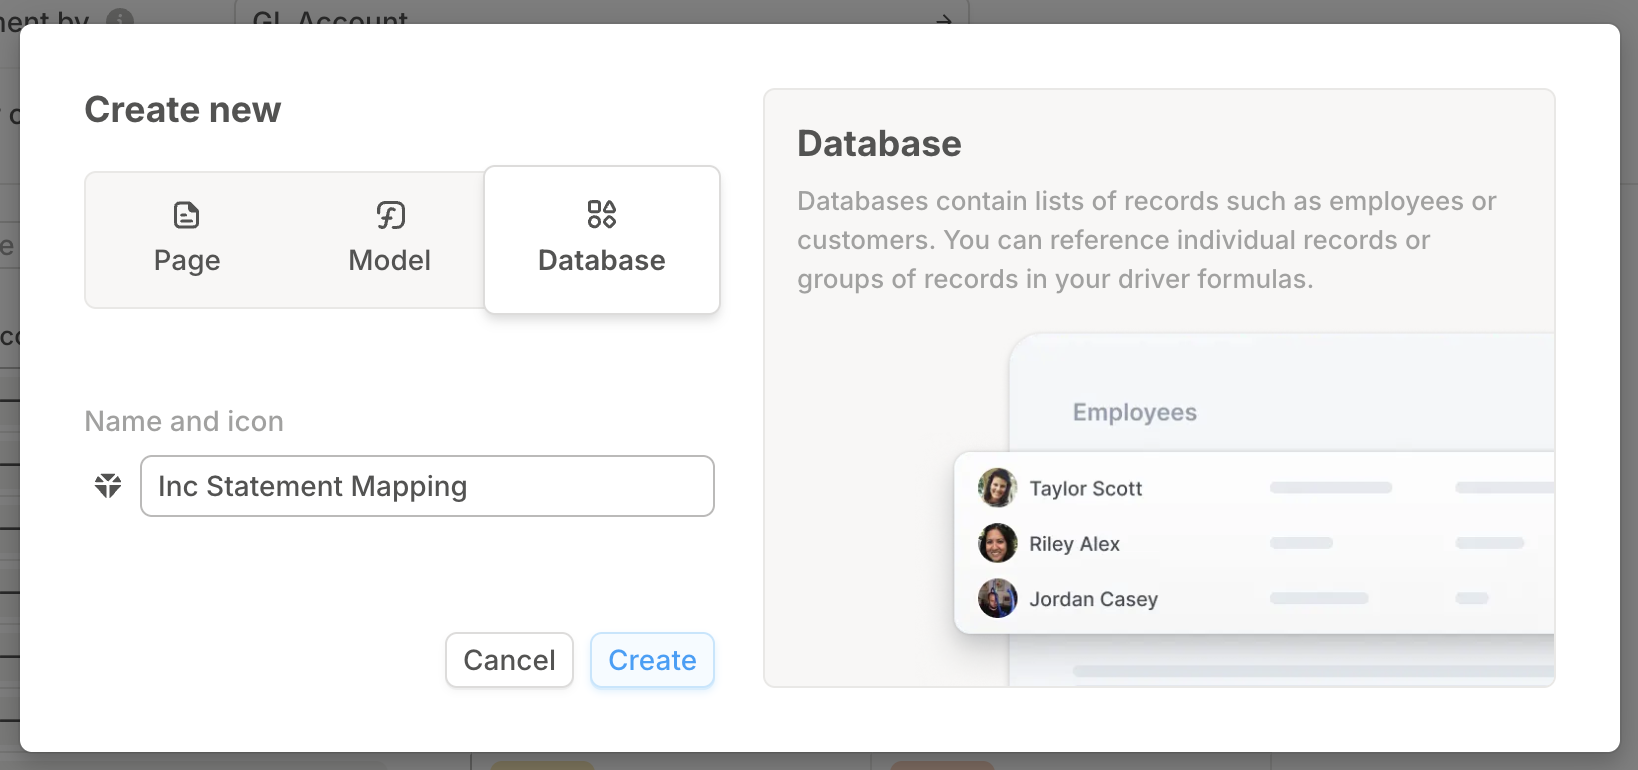 GL Account
Create new
Page
Model
Database
Name and icon
Inc Statement Mapping
Cancel
Create
Database
Databases contain lists of records such as employees or
customers. You can reference individual records or
groups of records in your driver formulas.
Employees
Taylor Scott
Riley Alex
Jordan Casey